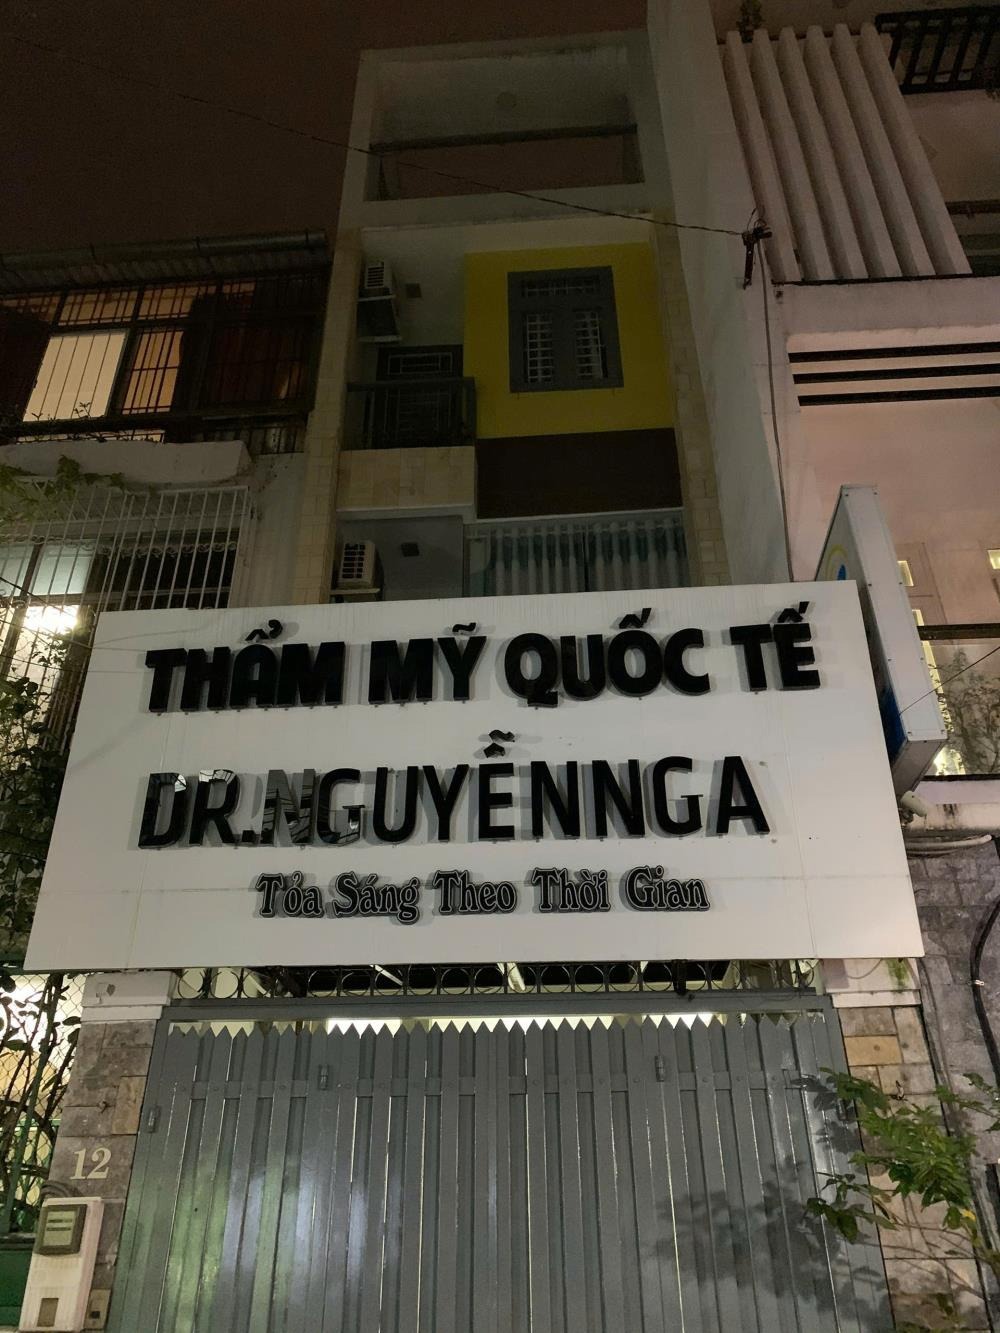 THẨM MỸ QUỐC TẾ
DR.NGUYỄNNGA
Tỏa Sáng Theo Thời Gian
12